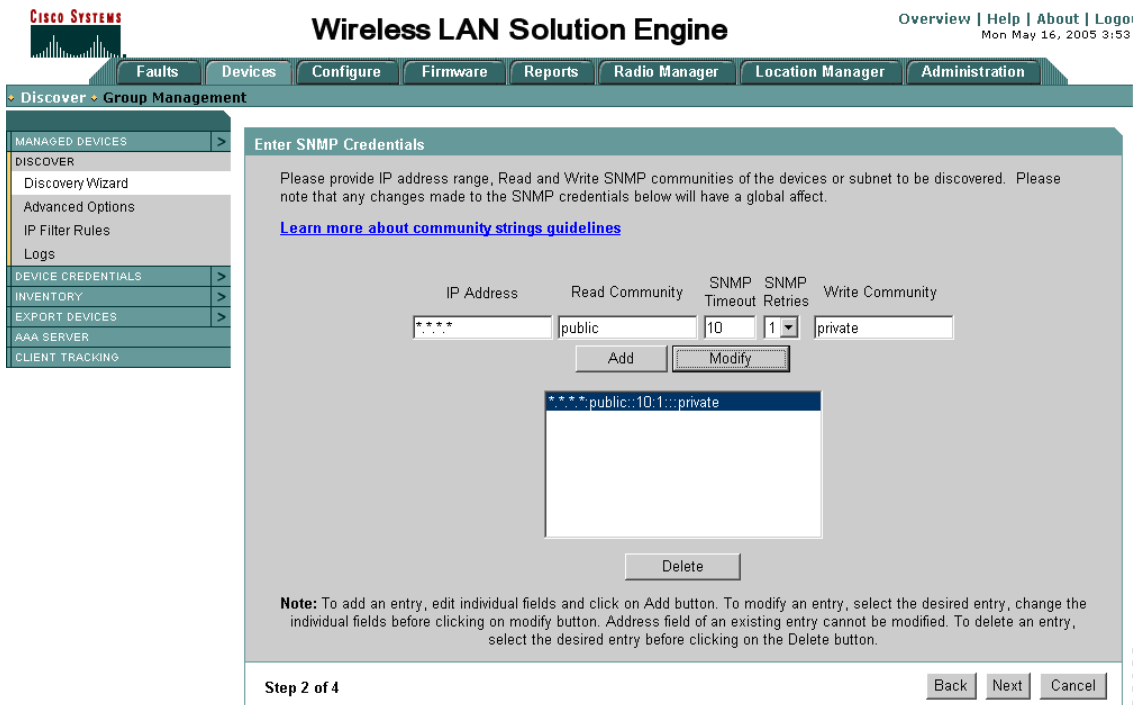 CISCO SYSTEMS
Wireless LAN Solution Engine
Overview | Help | About |
Mon May 16, 2005 3:53
Faults Devices Configure Firmware Reports Radio Manager Location Manager Administration
Discover Group Management
MANAGED DEVICES >
DISCOVER
Discovery Wizard
Advanced Options
IP Filter Rules
Logs
DEVICE CREDENTIALS >
INVENTORY >
EXPORT DEVICES >
AAA SERVER
CLIENT TRACKING
Enter SNMP Credentials
Please provide IP address range, Read and Write SNMP communities of the devices or subnet to be discovered. Please
note that any changes made to the SNMP credentials below will have a global affect.
Learn more about community strings guidelines
IP Address Read Community SNMP Timeout SNMP Retries Write Community
*.*.*.* public 10 1 private
Add Modify
*.*.*.*:public::10:1:::private
Delete
Note: To add an entry, edit individual fields and click on Add button. To modify an entry, select the desired entry, change the
individual fields before clicking on modify button. Address field of an existing entry cannot be modified. To delete an entry,
select the desired entry before clicking on the Delete button.
Step 2 of 4
Back Next Cancel